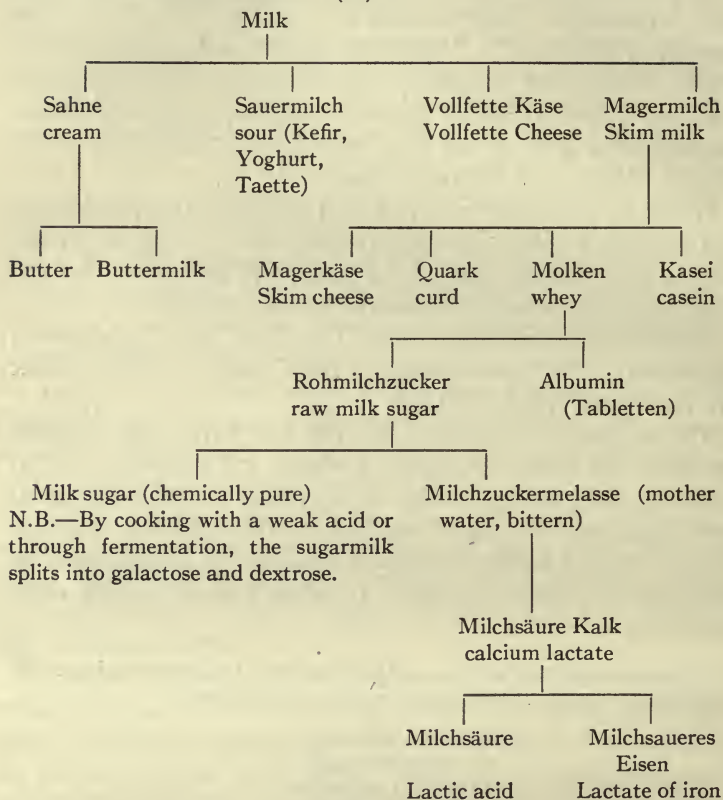 Milk
Sahne
cream
Sauermilch
sour (Kefir,
Yoghurt,
Taette)
Vollfette Käse
Vollfette Cheese
Magermilch
Skim milk
Butter
Buttermilk
Magerkäse
Skim cheese
Quark
curd
Molken
whey
Kasei
casein
Rohmilchzucker
raw milk sugar
Albumin
(Tabletten)
Milk sugar (chemically pure)
N.B.—By cooking with a weak acid or
through fermentation, the sugarmilk
splits into galactose and dextrose.
Milchzuckermelasse (mother
water, bittern)
Milchsäure Kalk
calcium lactate
Milchsäure
Lactic acid
Milchsaueres
Eisen
Lactate of iron